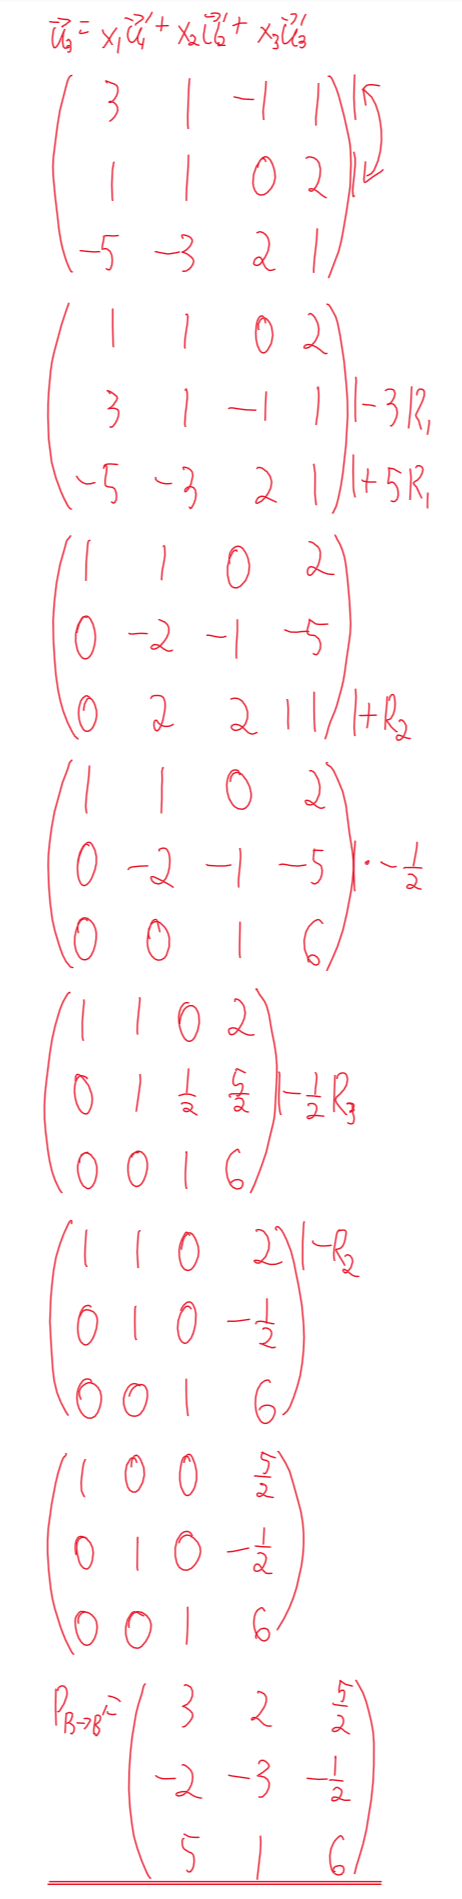 u⃗₃ = x₁u⃗₁' + x₂u⃗₂' + x₃u⃗₃'
3 1 -1 1 |
1 1 0 2 |
-5 -3 2 1
1 1 0 2
3 1 -1 1 |-3R₁
-5 -3 2 1 |+5R₁
1 1 0 2
0 -2 -1 -5
0 2 2 11 |+R₂
1 1 0 2
0 -2 -1 -5 |· -1/2
0 0 1 6
1 1 0 2
0 1 1/2 5/2 |-1/2 R₃
0 0 1 6
1 1 0 2 |-R₂
0 1 0 -1/2
0 0 1 6
1 0 0 5/2
0 1 0 -1/2
0 0 1 6
P_B→B' =
3 2 5/2
-2 -3 -1/2
5 1 6